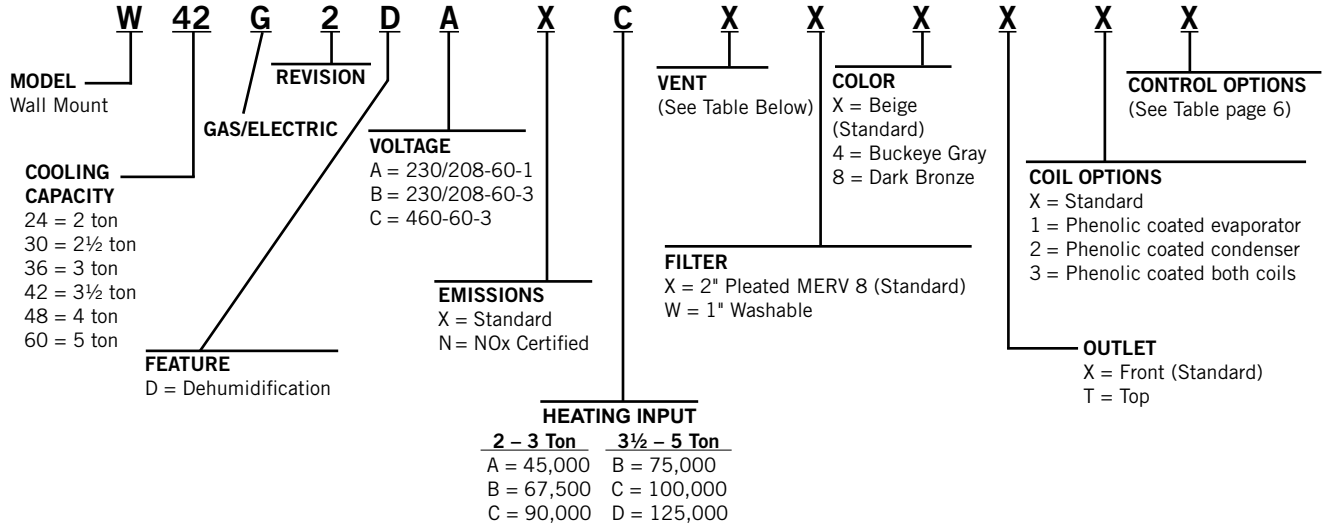 W 42 G 2 D A X C X X X X X X
MODEL
Wall Mount
COOLING
CAPACITY
24 = 2 ton
30 = 2½ ton
36 = 3 ton
42 = 3½ ton
48 = 4 ton
60 = 5 ton
GAS/ELECTRIC
REVISION
FEATURE
D = Dehumidification
VOLTAGE
A = 230/208-60-1
B = 230/208-60-3
C = 460-60-3
EMISSIONS
X = Standard
N = NOx Certified
HEATING INPUT
2 – 3 Ton 3½ – 5 Ton
A = 45,000 B = 75,000
B = 67,500 C = 100,000
C = 90,000 D = 125,000
VENT
(See Table Below)
FILTER
X = 2" Pleated MERV 8 (Standard)
W = 1" Washable
COLOR
X = Beige
(Standard)
4 = Buckeye Gray
8 = Dark Bronze
OUTLET
X = Front (Standard)
T = Top
COIL OPTIONS
X = Standard
1 = Phenolic coated evaporator
2 = Phenolic coated condenser
3 = Phenolic coated both coils
CONTROL OPTIONS
(See Table page 6)